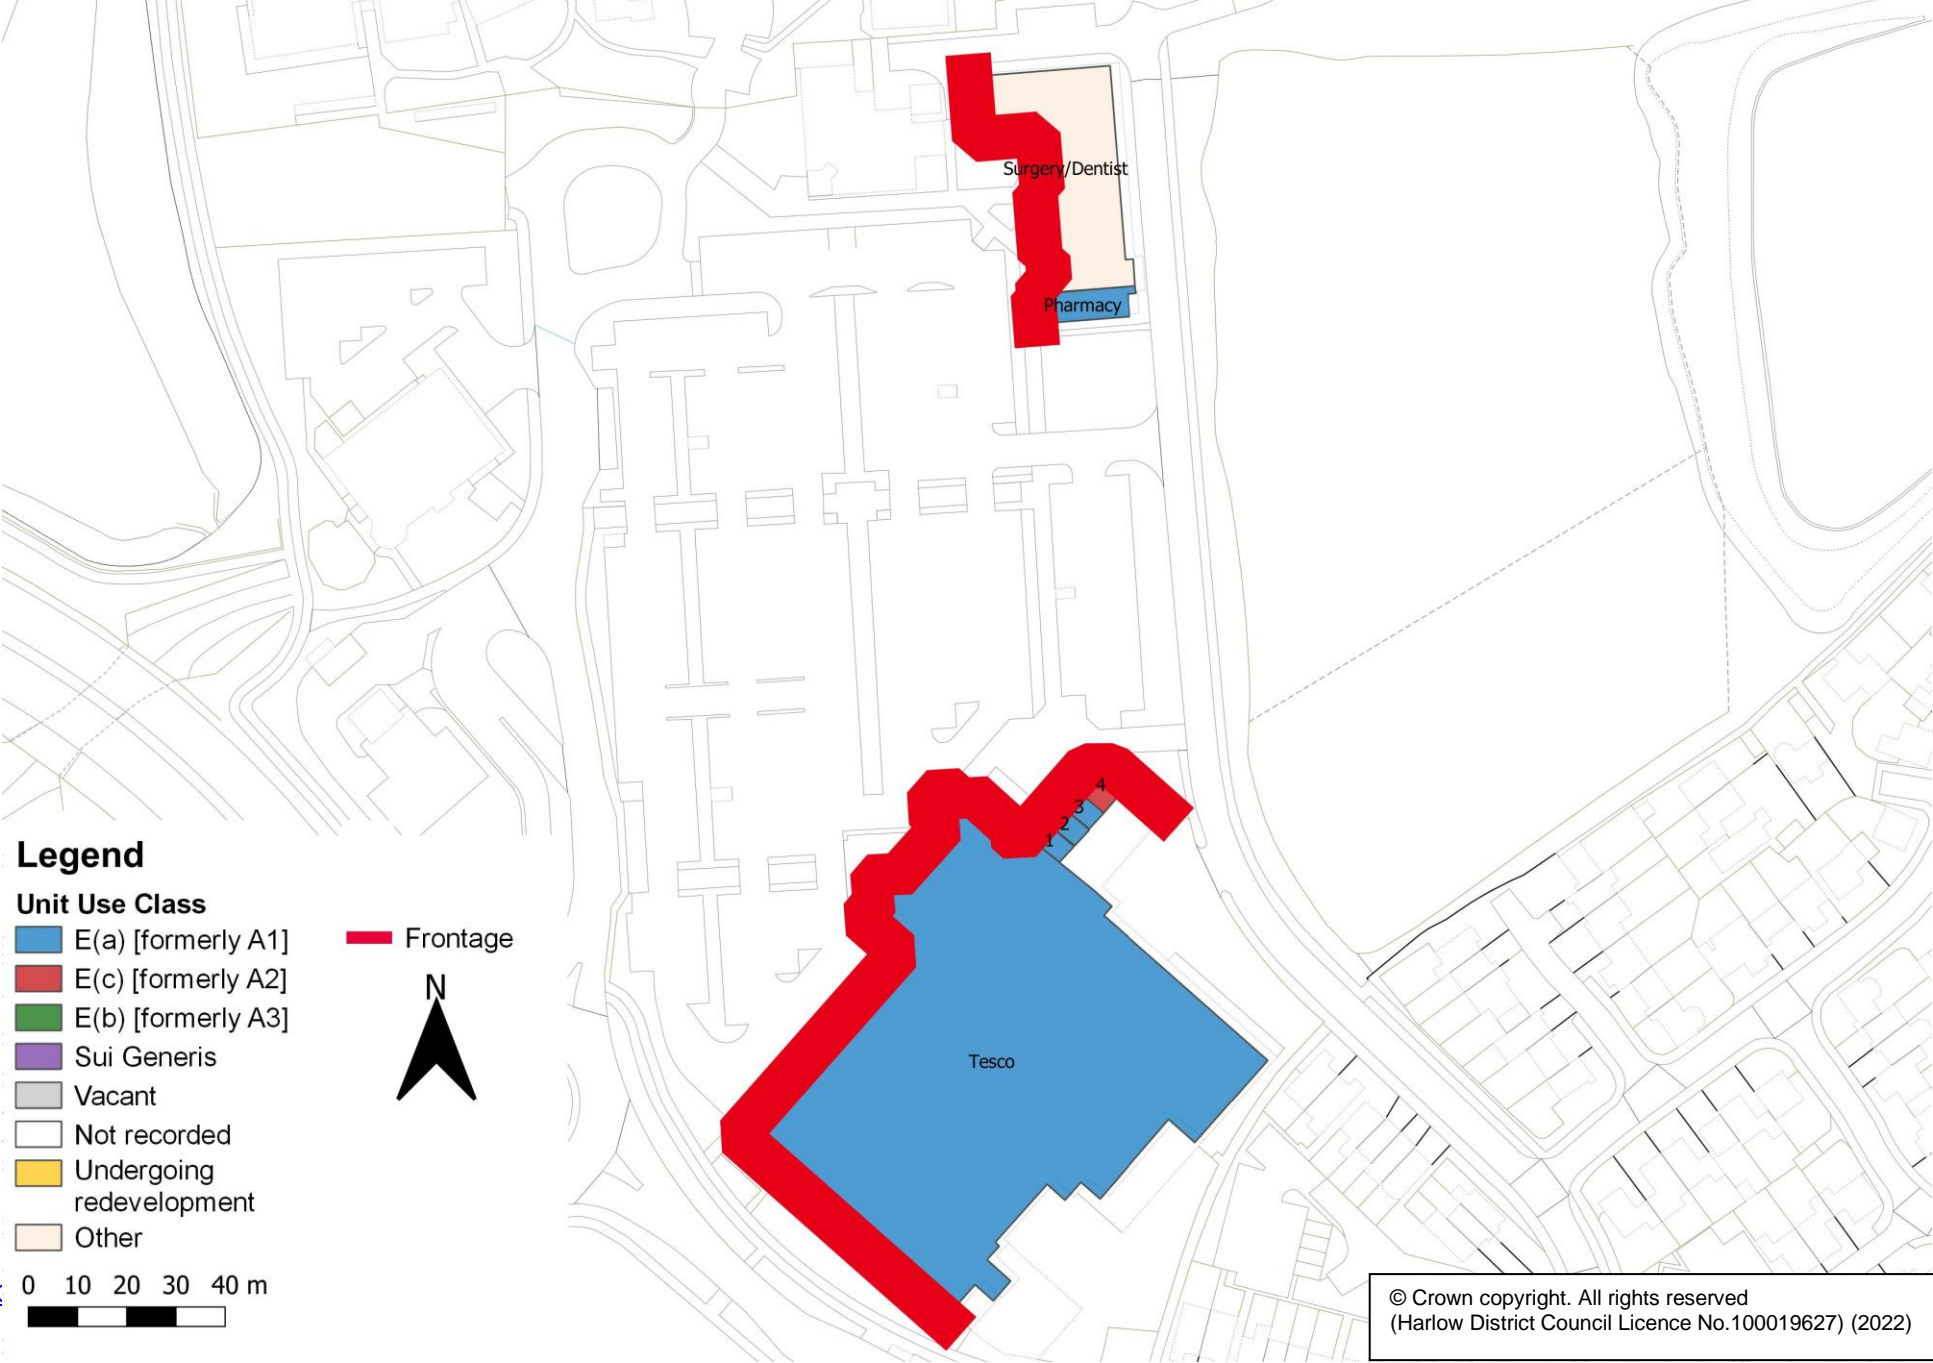 Surgery/Dentist
Pharmacy
4
3
2
1
Tesco
Legend
Unit Use Class
E(a) [formerly A1]
E(c) [formerly A2]
E(b) [formerly A3]
Sui Generis
Vacant
Not recorded
Undergoing
redevelopment
Other
Frontage
N
0 10 20 30 40 m
© Crown copyright. All rights reserved
(Harlow District Council Licence No.100019627) (2022)